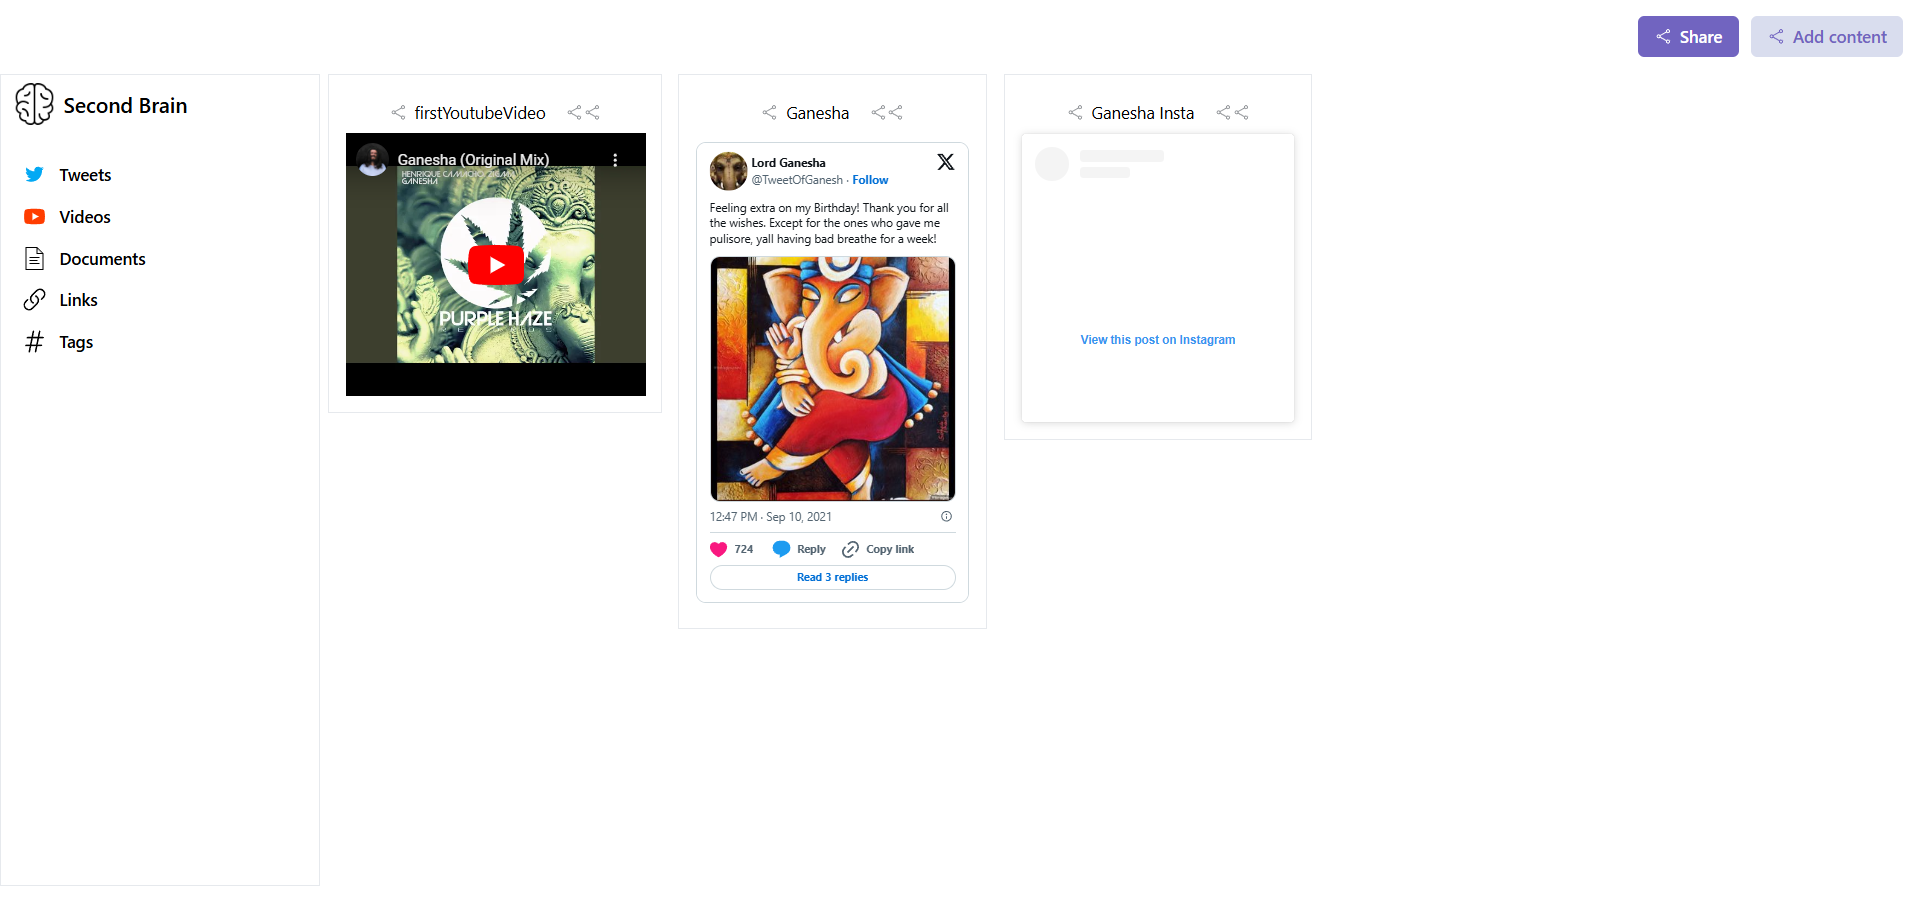 Share
Add content
Second Brain
Tweets
Videos
Documents
Links
Tags
firstYoutubeVideo
Ganesha (Original Mix)
HENRIQUE CAMACHO,
GANESHA
PURPLE HAZE
RECORDS
Ganesha
Lord Ganesha
@TweetOfGanesh · Follow
Feeling extra on my Birthday! Thank you for all
the wishes. Except for the ones who gave me
pulisore, yall having bad breathe for a week!
12:47 PM · Sep 10, 2021
724
Reply
Copy link
Read 3 replies
Ganesha Insta
View this post on Instagram